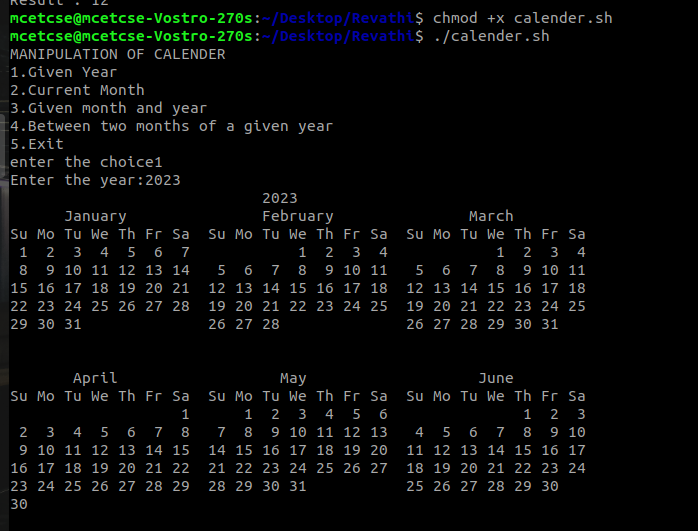 Result : 12
mcetcse@mcetcse-Vostro-270s:~/Desktop/Revathi$ chmod +x calender.sh
mcetcse@mcetcse-Vostro-270s:~/Desktop/Revathi$ ./calender.sh
MANIPULATION OF CALENDER
1.Given Year
2.Current Month
3.Given month and year
4.Between two months of a given year
5.Exit
enter the choice1
Enter the year:2023
                            2023
      January               February               March
Su Mo Tu We Th Fr Sa  Su Mo Tu We Th Fr Sa  Su Mo Tu We Th Fr Sa
 1  2  3  4  5  6  7            1  2  3  4            1  2  3  4
 8  9 10 11 12 13 14   5  6  7  8  9 10 11   5  6  7  8  9 10 11
15 16 17 18 19 20 21  12 13 14 15 16 17 18  12 13 14 15 16 17 18
22 23 24 25 26 27 28  19 20 21 22 23 24 25  19 20 21 22 23 24 25
29 30 31              26 27 28              26 27 28 29 30 31
       April                  May                   June
Su Mo Tu We Th Fr Sa  Su Mo Tu We Th Fr Sa  Su Mo Tu We Th Fr Sa
                   1      1  2  3  4  5  6               1  2  3
 2  3  4  5  6  7  8   7  8  9 10 11 12 13   4  5  6  7  8  9 10
 9 10 11 12 13 14 15  14 15 16 17 18 19 20  11 12 13 14 15 16 17
16 17 18 19 20 21 22  21 22 23 24 25 26 27  18 19 20 21 22 23 24
23 24 25 26 27 28 29  28 29 30 31           25 26 27 28 29 30
30